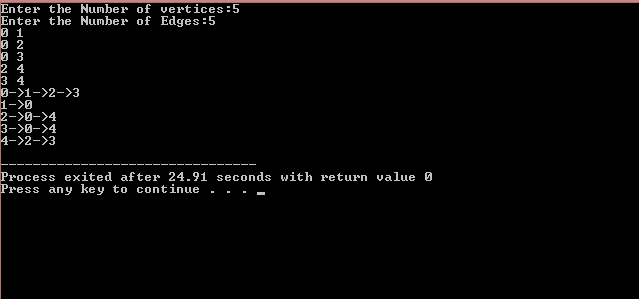 Enter the Number of vertices:5
Enter the Number of Edges:5
0 1
0 2
0 3
2 4
3 4
0->1->2->3
1->0
2->0->4
3->0->4
4->2->3
--------------------------------
Process exited after 24.91 seconds with return value 0
Press any key to continue . . . _